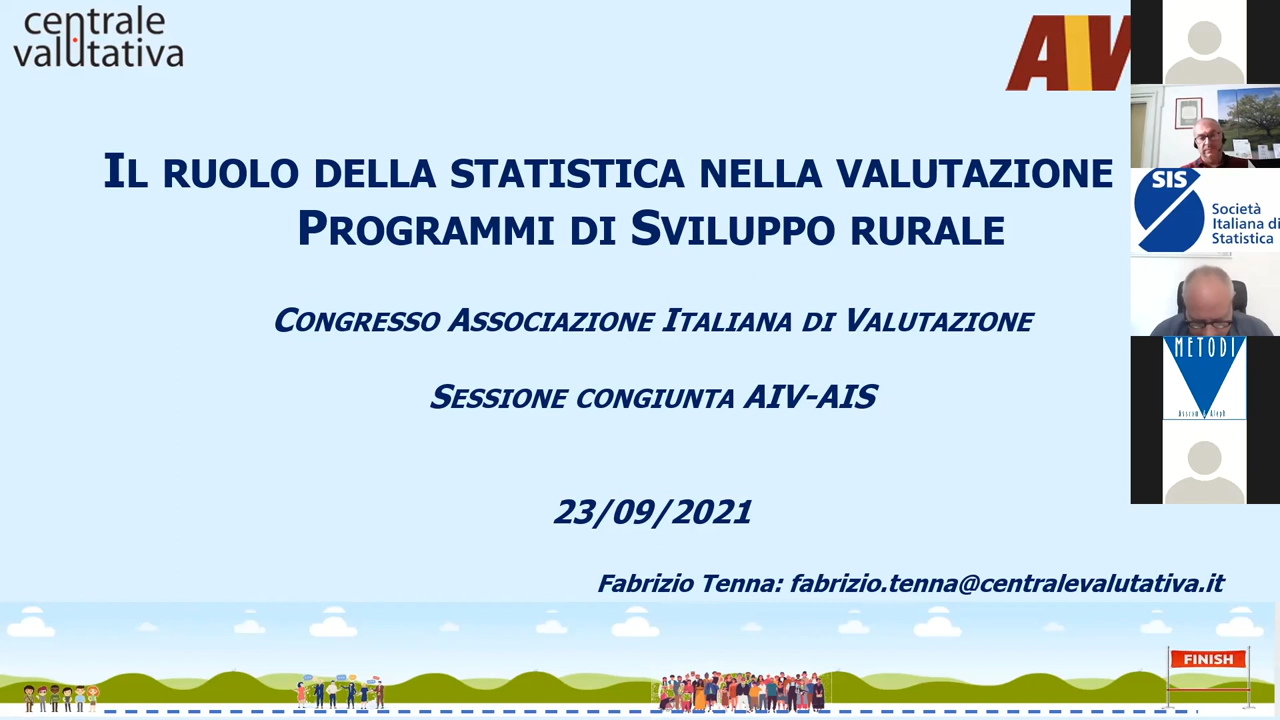 centrale
valutativa
AIV
IL RUOLO DELLA STATISTICA NELLA VALUTAZIONE
PROGRAMMI DI SVILUPPO RURALE
CONGRESSO ASSOCIAZIONE ITALIANA DI VALUTAZIONE
SESSIONE CONGIUNTA AIV-AIS
23/09/2021
Fabrizio Tenna: fabrizio.tenna@centralevalutativa.it
FINISH
SIS
Società
Italiana di
Statistica
METODI